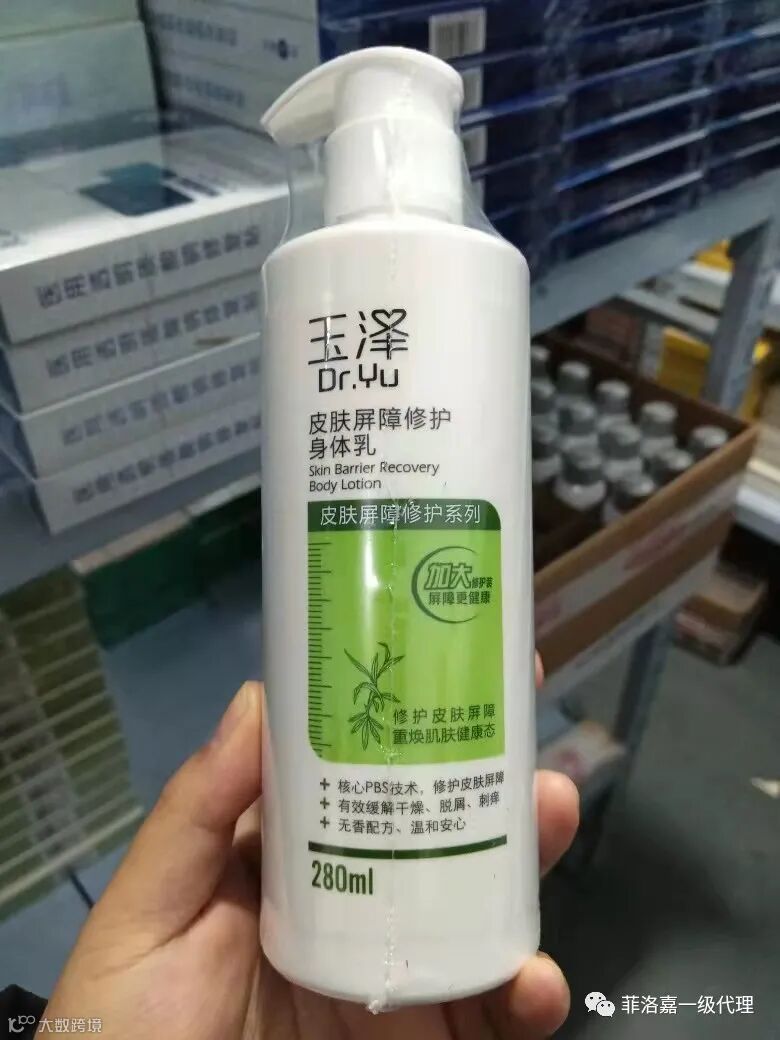 玉泽
Dr.Yu
皮肤屏障修护
身体乳
Skin Barrier Recovery
Body Lotion
皮肤屏障修护系列
加大修护装
屏障更健康
修护皮肤屏障
重焕肌肤健康态
+ 核心PBS技术，修护皮肤屏障
+ 有效缓解干燥、脱屑、刺痒
+ 无香配方、温和安心
280ml
菲洛嘉一级代理
大数跨境